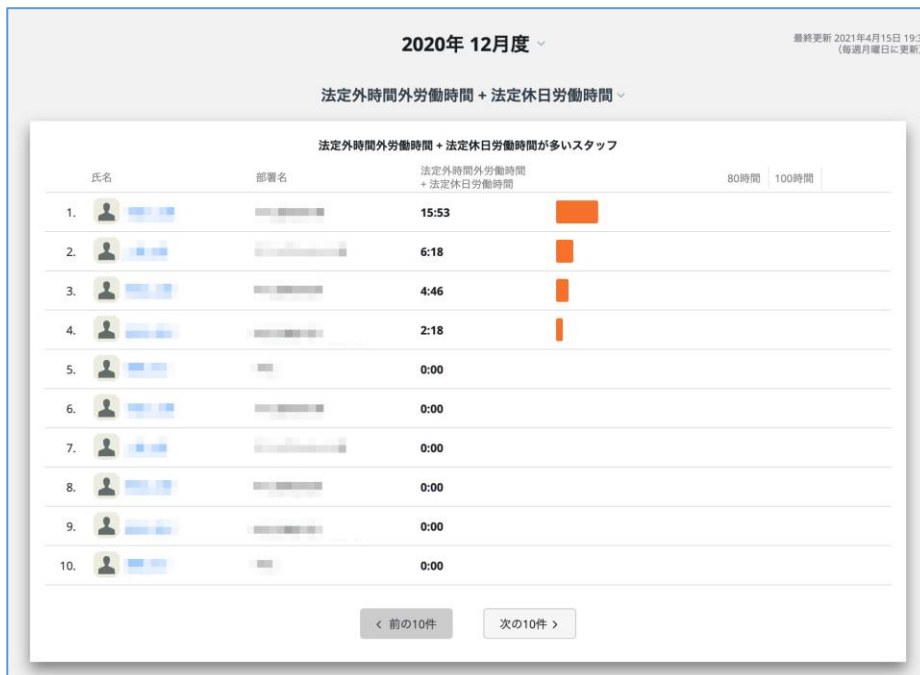 2020年 12月度
最終更新 2021年4月15日 19:3
(毎週月曜日に更新)
法定外時間外労働時間 + 法定休日労働時間
法定外時間外労働時間 + 法定休日労働時間が多いスタッフ
氏名 部署名 法定外時間外労働時間 80時間 100時間
+ 法定休日労働時間
1. 15:53
2. 6:18
3. 4:46
4. 2:18
5. 0:00
6. 0:00
7. 0:00
8. 0:00
9. 0:00
10. 0:00
< 前の10件 次の10件 >